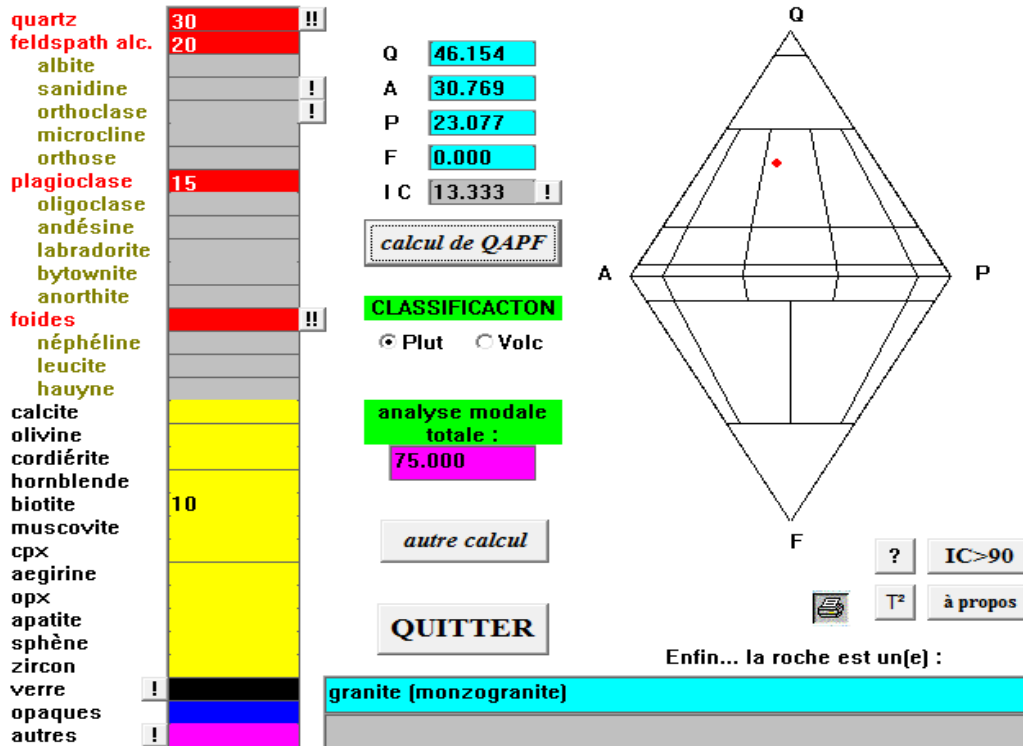 quartz 30 !!
feldspath alc. 20
albite
sanidine !
orthoclase !
microcline
orthose
plagioclase 15
oligoclase
andésine
labradorite
bytownite
anorthite
foides !!
néphéline
leucite
hauyne
calcite
olivine
cordiérite
hornblende
biotite 10
muscovite
cpx
aegirine
opx
apatite
sphène
zircon
verre !
opaques
autres !
Q 46.154
A 30.769
P 23.077
F 0.000
I C 13.333 !
calcul de QAPF
CLASSIFICACTON
Plut Volc
analyse modale
totale :
75.000
autre calcul
QUITTER
Q
A P
F
? IC>90
T² à propos
Enfin... la roche est un(e) :
granite (monzogranite)